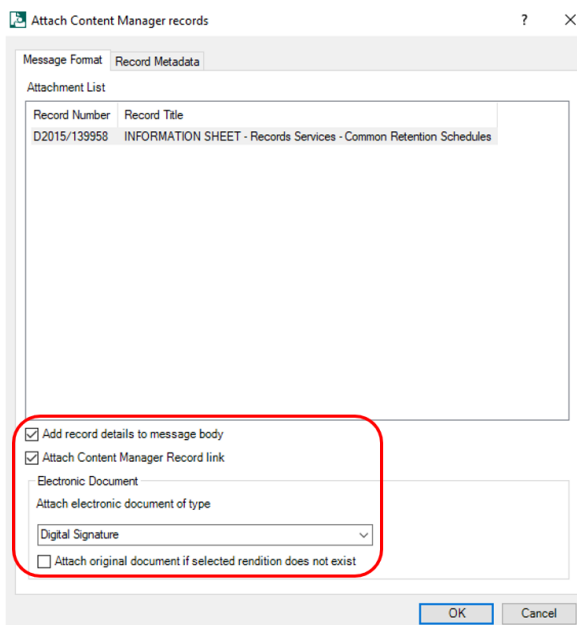 Attach Content Manager records
?
Message Format Record Metadata
Attachment List
Record Number Record Title
D2015/139958 INFORMATION SHEET - Records Services - Common Retention Schedules
Add record details to message body
Attach Content Manager Record link
Electronic Document
Attach electronic document of type
Digital Signature
Attach original document if selected rendition does not exist
OK Cancel